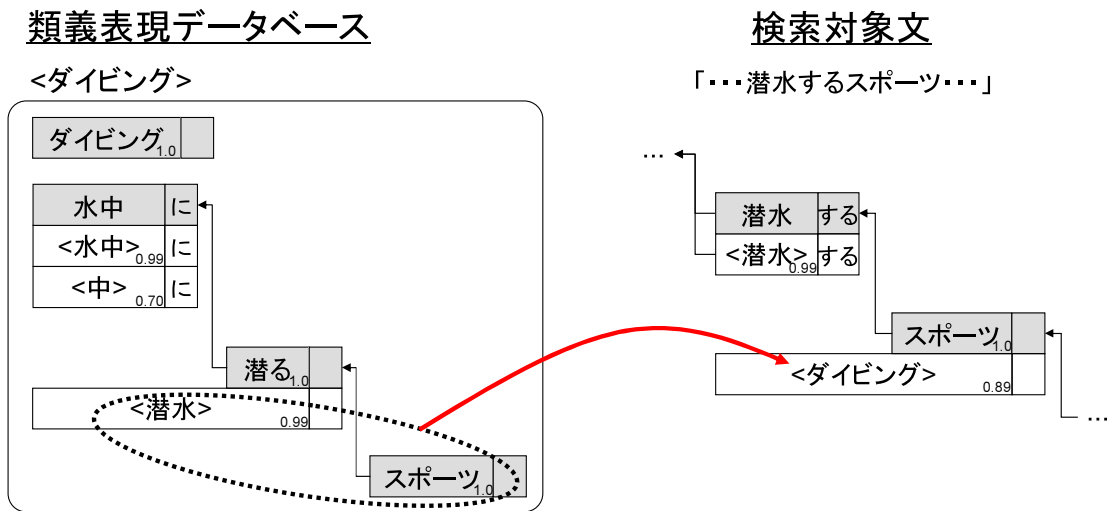 類義表現データベース
<ダイビング>
ダイビング 1.0
水中 に
<水中> 0.99 に
<中> 0.70 に
潜る 1.0
<潜水> 0.99
スポーツ 1.0
検索対象文
「・・・潜水するスポーツ・・・」
...
潜水 する
<潜水> 0.99 する
スポーツ 1.0
<ダイビング> 0.89
...